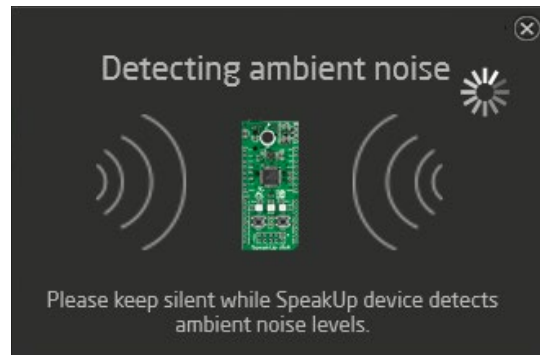 Detecting ambient noise
Please keep silent while SpeakUp device detects
ambient noise levels.